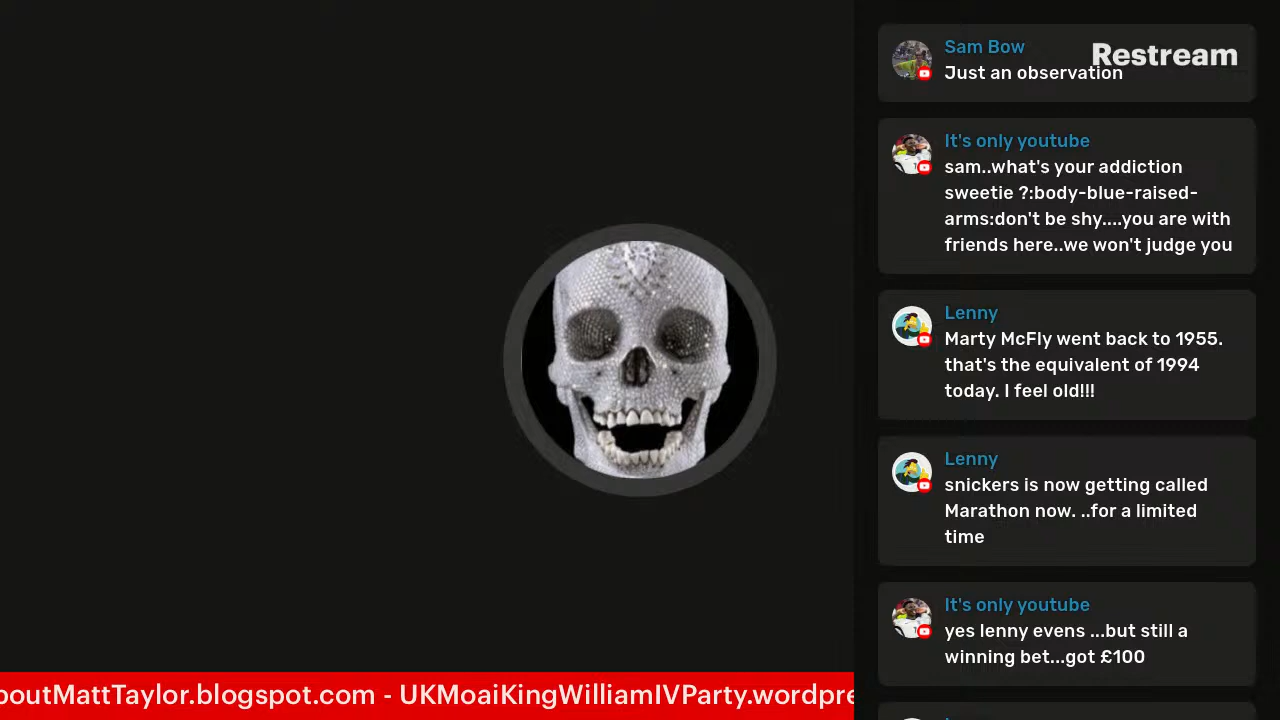 Restream
Sam Bow
Just an observation
It's only youtube
sam..what's your addiction
sweetie ?:body-blue-raised-
arms:don't be shy....you are with
friends here..we won't judge you
Lenny
Marty McFly went back to 1955.
that's the equivalent of 1994
today. I feel old!!!
Lenny
snickers is now getting called
Marathon now. ..for a limited
time
It's only youtube
yes lenny evens ...but still a
winning bet...got £100
boutMattTaylor.blogspot.com - UKMoaiKingWilliamIVParty.wordpre